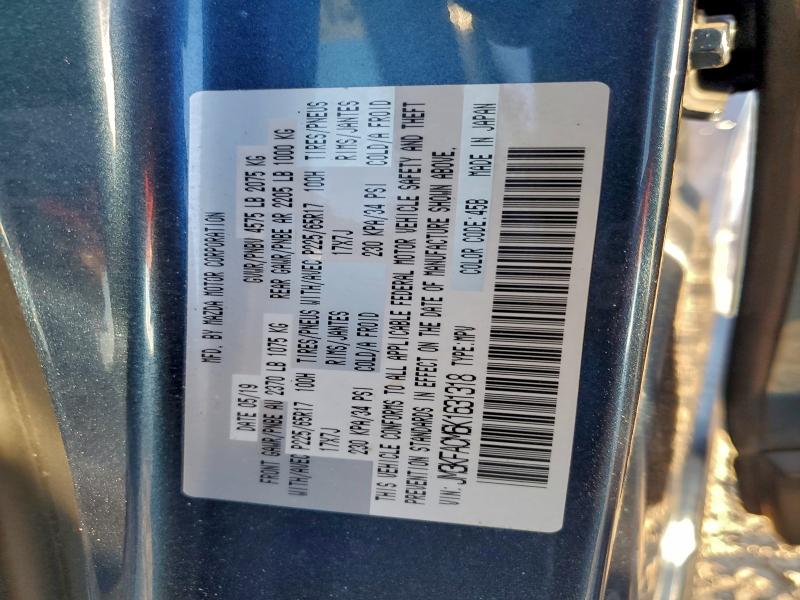 MFD. BY MAZDA MOTOR CORPORATION
DATE 05/19 GVWR/PNBV 4575 LB 2075 KG
FRONT GAWR/PNBE AV 2370 LB 1075 KG REAR GAWR/PNBE AR 2205 LB 1000 KG
WITH/AVEC P225/65R17 100H TIRES/PNEUS WITH/AVEC P225/65R17 100H TIRES/PNEUS
17X7J RIMS/JANTES 17X7J RIMS/JANTES
230 KPA/34 PSI COLD/A FROID 230 KPA/34 PSI COLD/A FROID
THIS VEHICLE CONFORMS TO ALL APPLICABLE FEDERAL MOTOR VEHICLE SAFETY AND THEFT
PREVENTION STANDARDS IN EFFECT ON THE DATE OF MANUFACTURE SHOWN ABOVE.
VIN: JM3KFACM6K1631318 TYPE:MPV
COLOR CODE:45B MADE IN JAPAN